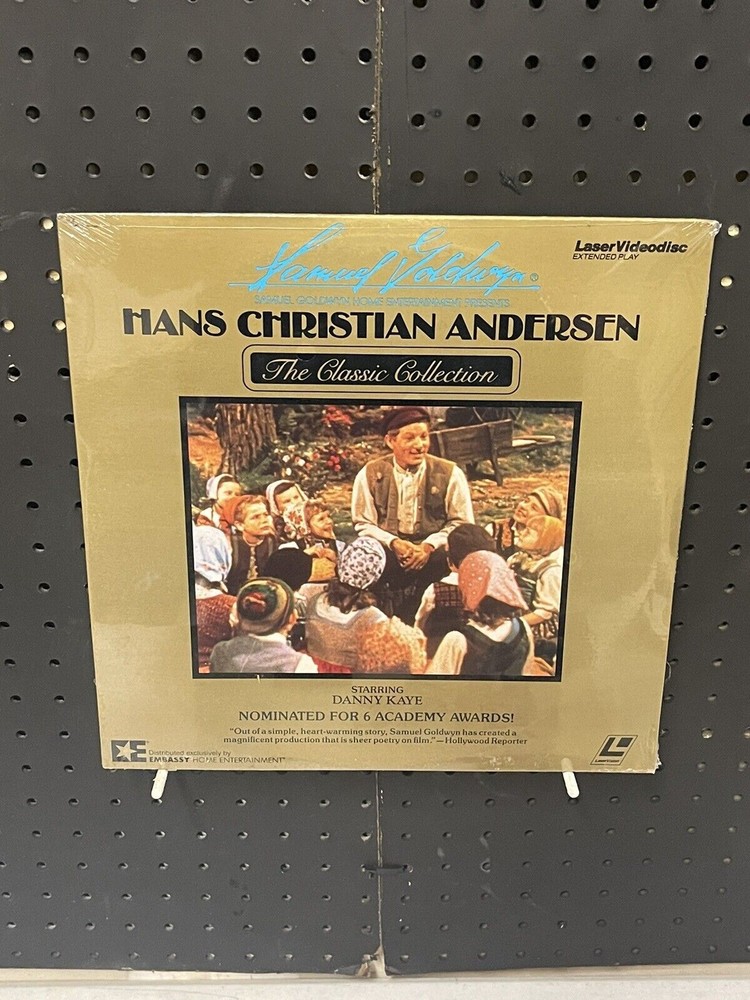 Samuel Goldwyn®
LaserVideodisc
EXTENDED PLAY
SAMUEL GOLDWYN HOME ENTERTAINMENT PRESENTS
HANS CHRISTIAN ANDERSEN
The Classic Collection
STARRING
DANNY KAYE
NOMINATED FOR 6 ACADEMY AWARDS!
"Out of a simple, heart-warming story, Samuel Goldwyn has created a
magnificent production that is sheer poetry on film."—Hollywood Reporter
E
Distributed exclusively by
EMBASSY HOME ENTERTAINMENT
L
LASERVISION